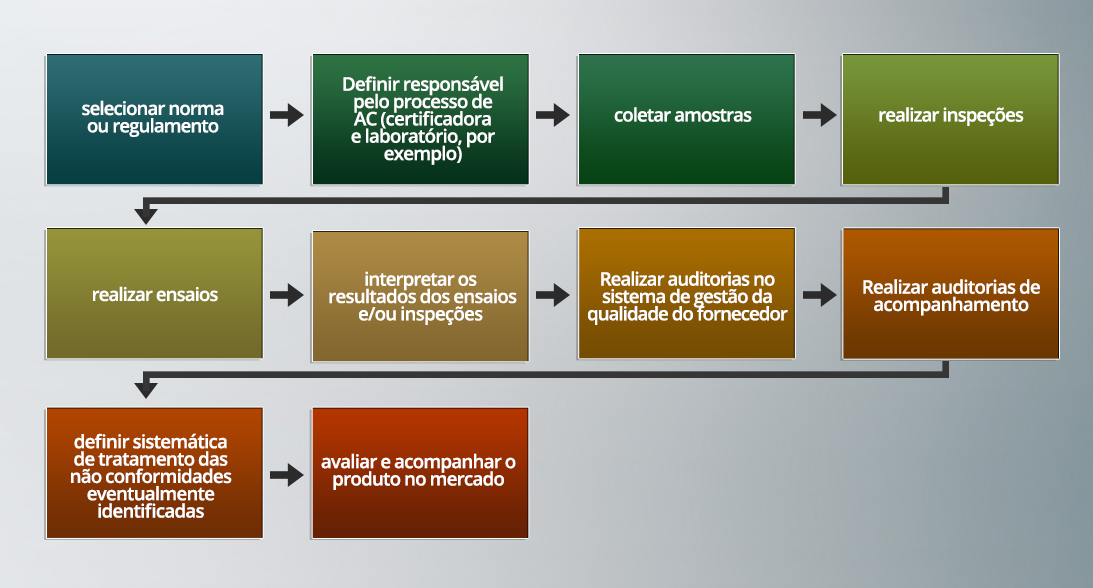 selecionar norma
ou regulamento
Definir responsável
pelo processo de
AC (certificadora
e laboratório, por
exemplo)
coletar amostras
realizar inspeções
realizar ensaios
interpretar os
resultados dos ensaios
e/ou inspeções
Realizar auditorias no
sistema de gestão da
qualidade do fornecedor
Realizar auditorias de
acompanhamento
definir sistemática
de tratamento das
não conformidades
eventualmente
identificadas
avaliar e acompanhar o
produto no mercado